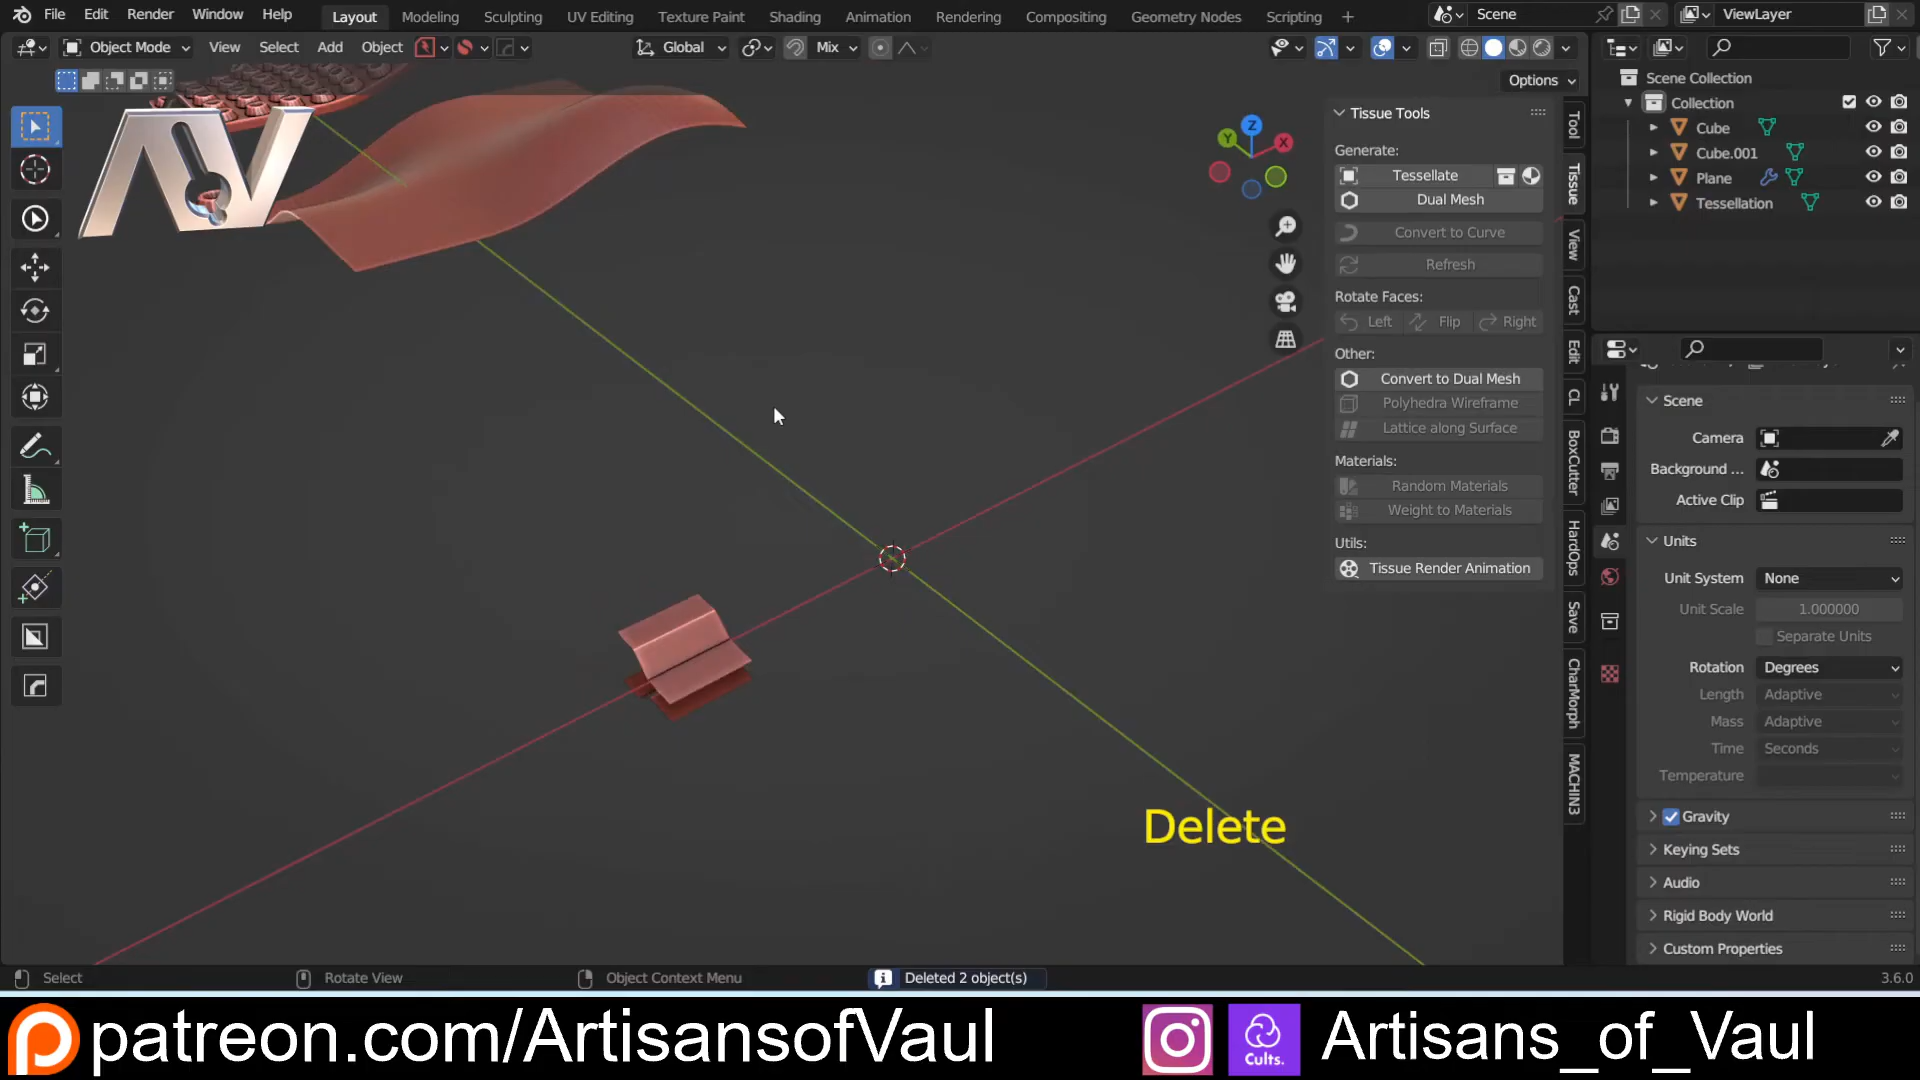 File Edit Render Window Help Layout Modeling Sculpting UV Editing Texture Paint Shading Animation Rendering Compositing Geometry Nodes Scripting + Scene ViewLayer
Object Mode View Select Add Object Global Mix
Options
Tissue Tools
Generate:
Tessellate
Dual Mesh
Convert to Curve
Refresh
Rotate Faces:
Left Flip Right
Other:
Convert to Dual Mesh
Polyhedra Wireframe
Lattice along Surface
Materials:
Random Materials
Weight to Materials
Utils:
Tissue Render Animation
Tool
Tissue
View
Cast
Edit
CL
BoxCutter
HardOps
Save
CharMorph
MACHIN3
X
Y
Z
AV
Scene Collection
Collection
Cube
Cube.001
Plane
Tessellation
Scene
Camera
Background ...
Active Clip
Units
Unit System None
Unit Scale 1.000000
Separate Units
Rotation Degrees
Length Adaptive
Mass Adaptive
Time Seconds
Temperature
Gravity
Keying Sets
Audio
Rigid Body World
Custom Properties
Delete
Select Rotate View Object Context Menu Deleted 2 object(s) 3.6.0
patreon.com/ArtisansofVaul Cults. Artisans_of_Vaul